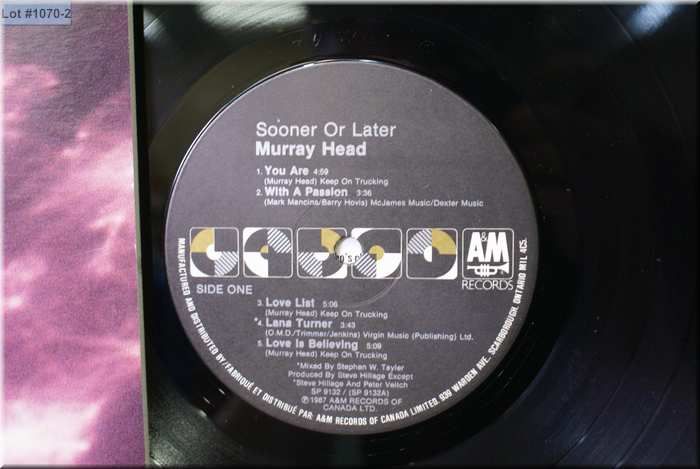 Lot #1070-2
Sooner Or Later
Murray Head
1. You Are 4:59
(Murray Head) Keep On Trucking
2. With A Passion 3:36
(Mark Mancins/Barry Hovis) McJames Music/Dexter Music
A&M
RECORDS
SIDE ONE
3. Love List 5:06
(Murray Head) Keep On Trucking
*4. Lana Turner 3:43
(O.M.D./Trimmer/Jenkins) Virgin Music (Publishing) Ltd.
5. Love Is Believing 5:09
(Murray Head) Keep On Trucking
*Mixed By Stephan W. Tayler
Produced By Steve Hillage Except
*Steve Hillage And Peter Veitch
SP 9132 / (SP 9132A)
℗1987 A&M RECORDS OF
CANADA LTD.
MANUFACTURED AND DISTRIBUTED BY/FABRIQUÉ ET DISTRIBUÉ PAR: A&M RECORDS OF CANADA LIMITED. 939 WARDEN AVE. SCARBOROUGH, ONTARIO M1L 4C5.